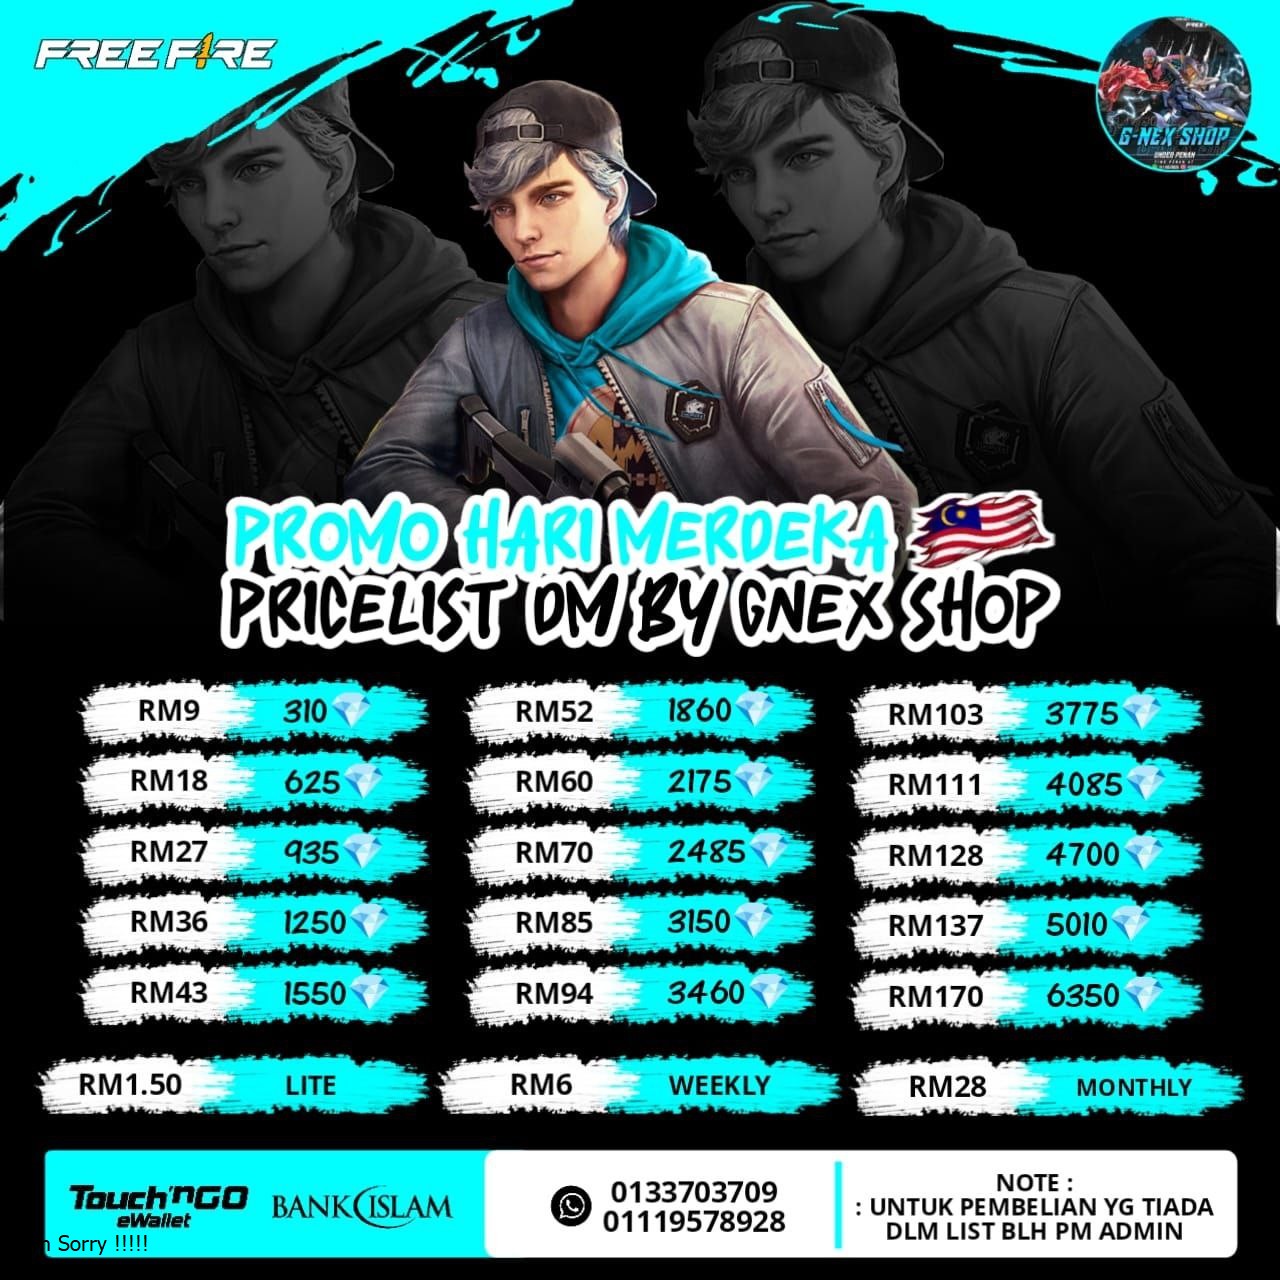 FREE FIRE
G-NEX SHOP
PROMO HARI MERDEKA
PRICELIST DM BY GNEX SHOP
RM9 310
RM52 1860
RM103 3775
RM18 625
RM60 2175
RM111 4085
RM27 935
RM70 2485
RM128 4700
RM36 1250
RM85 3150
RM137 5010
RM43 1550
RM94 3460
RM170 6350
RM1.50 LITE
RM6 WEEKLY
RM28 MONTHLY
Touch'nGO
eWallet
BANK ISLAM
0133703709
01119578928
NOTE :
: UNTUK PEMBELIAN YG TIADA
DLM LIST BLH PM ADMIN
Sorry !!!!!